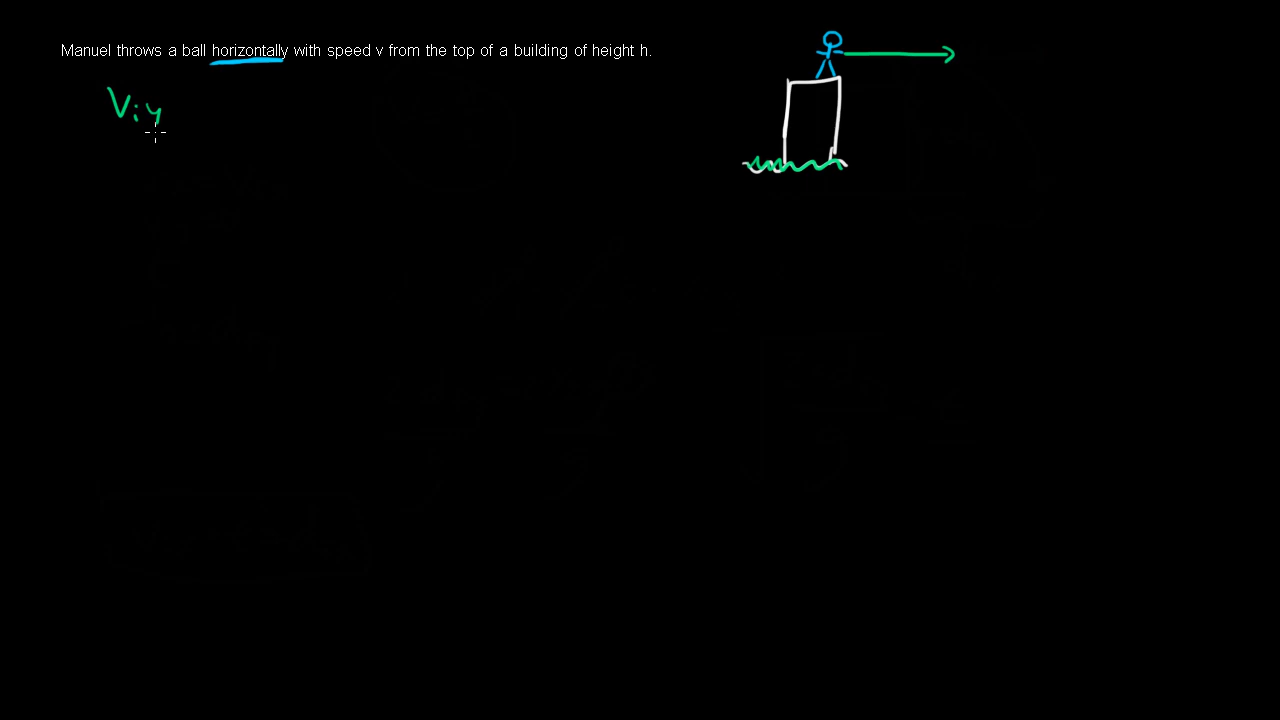 Manuel throws a ball horizontally with speed v from the top of a building of height h.
Viy